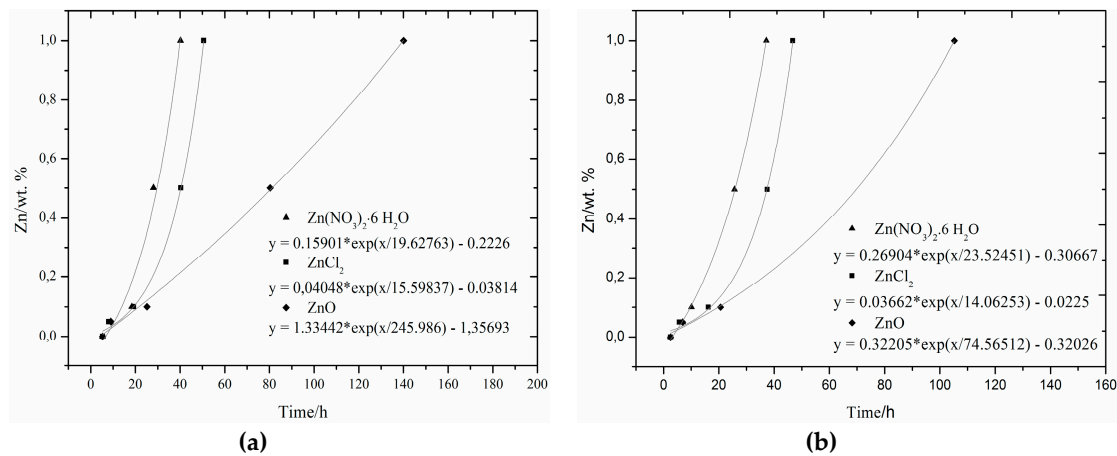 1,0
0,8
0,6
0,4
0,2
0,0
Zn/wt. %
Zn(NO₃)₂·6 H₂O
y = 0.15901*exp(x/19.62763) - 0.2226
ZnCl₂
y = 0,04048*exp(x/15.59837) - 0.03814
ZnO
y = 1.33442*exp(x/245.986) - 1,35693
0 20 40 60 80 100 120 140 160 180 200
Time/h
(a)
1,0
0,8
0,6
0,4
0,2
0,0
Zn/wt. %
Zn(NO₃)₂.6 H₂O
y = 0.26904*exp(x/23.52451) - 0.30667
ZnCl₂
y = 0.03662*exp(x/14.06253) - 0.0225
ZnO
y = 0.32205*exp(x/74.56512) - 0.32026
0 20 40 60 80 100 120 140 160
Time/h
(b)